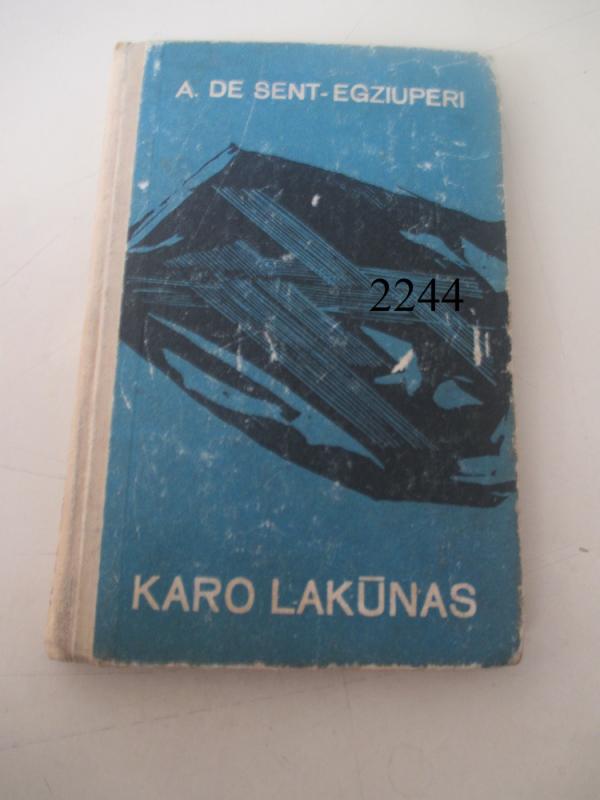 A. DE SENT-EGZIUPERI
2244
KARO LAKŪNAS